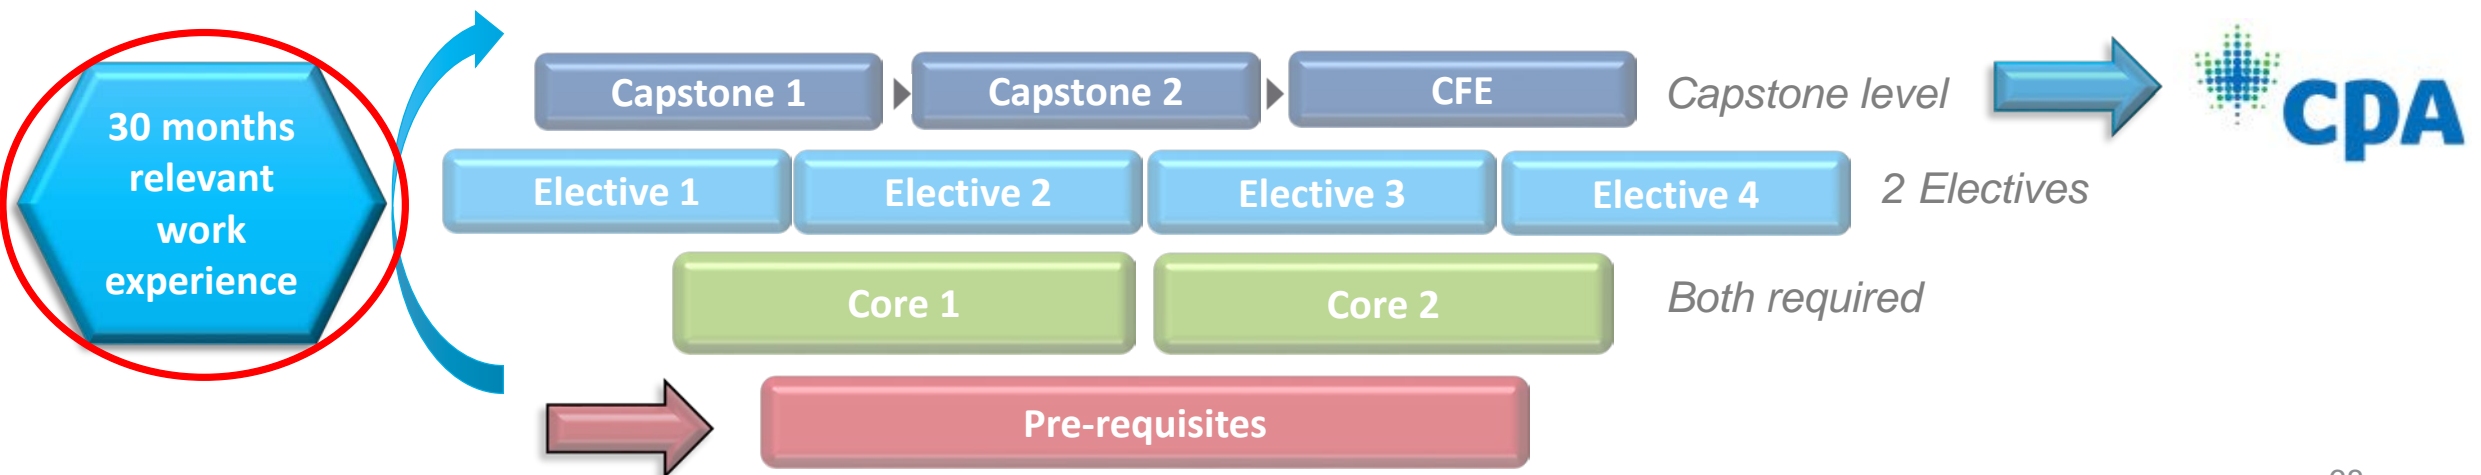 30 months
relevant
work
experience
Capstone 1
Capstone 2
CFE
Capstone level
CPA
Elective 1
Elective 2
Elective 3
Elective 4
2 Electives
Core 1
Core 2
Both required
Pre-requisites